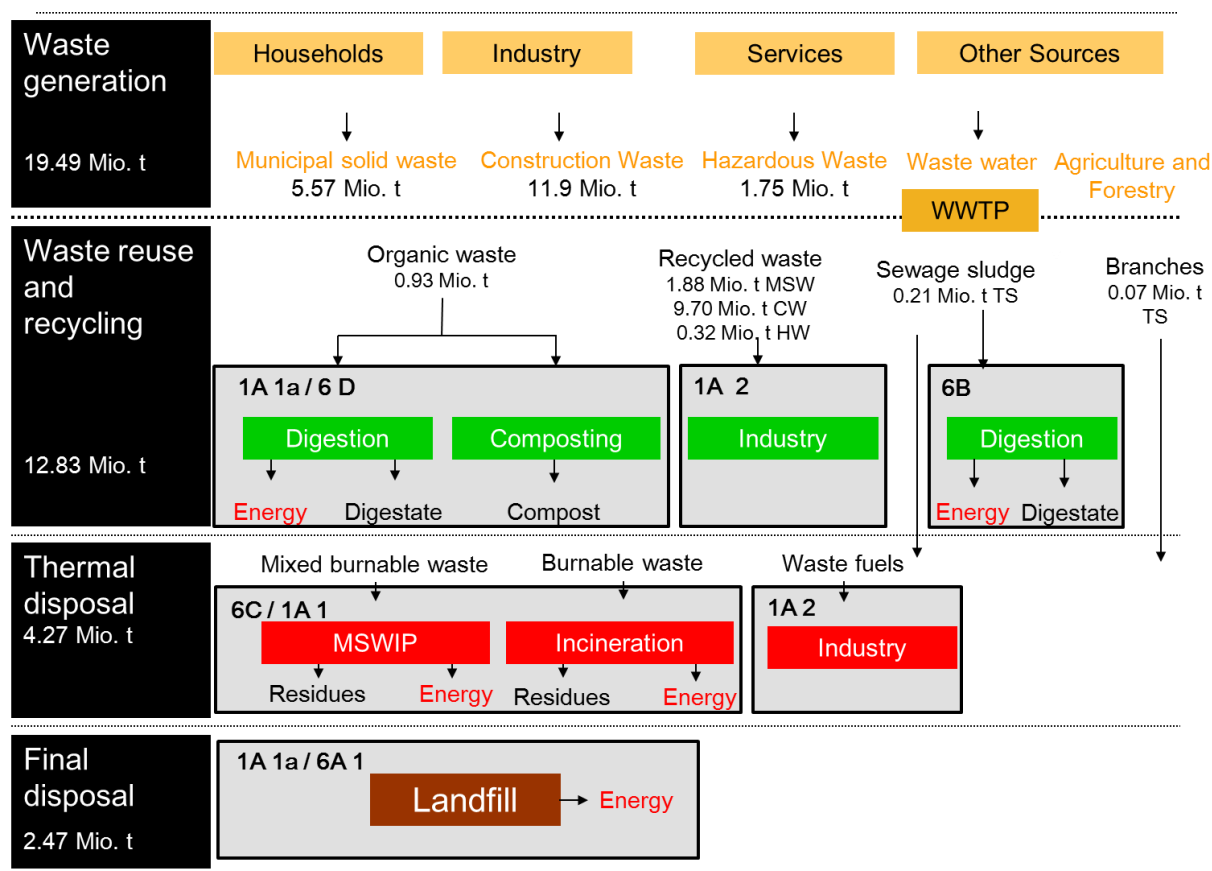 Waste
generation
19.49 Mio. t
Households
Industry
Services
Other Sources
Municipal solid waste
5.57 Mio. t
Construction Waste
11.9 Mio. t
Hazardous Waste
1.75 Mio. t
Waste water
Agriculture and
Forestry
WWTP
Waste reuse
and
recycling
12.83 Mio. t
Organic waste
0.93 Mio. t
Recycled waste
1.88 Mio. t MSW
9.70 Mio. t CW
0.32 Mio. t HW
Sewage sludge
0.21 Mio. t TS
Branches
0.07 Mio. t
TS
1A 1a / 6 D
Digestion
Composting
Energy
Digestate
Compost
1A 2
Industry
6B
Digestion
Energy
Digestate
Thermal
disposal
4.27 Mio. t
Mixed burnable waste
Burnable waste
Waste fuels
6C / 1A 1
MSWIP
Incineration
Residues
Energy
Residues
Energy
1A 2
Industry
Final
disposal
2.47 Mio. t
1A 1a / 6A 1
Landfill
Energy